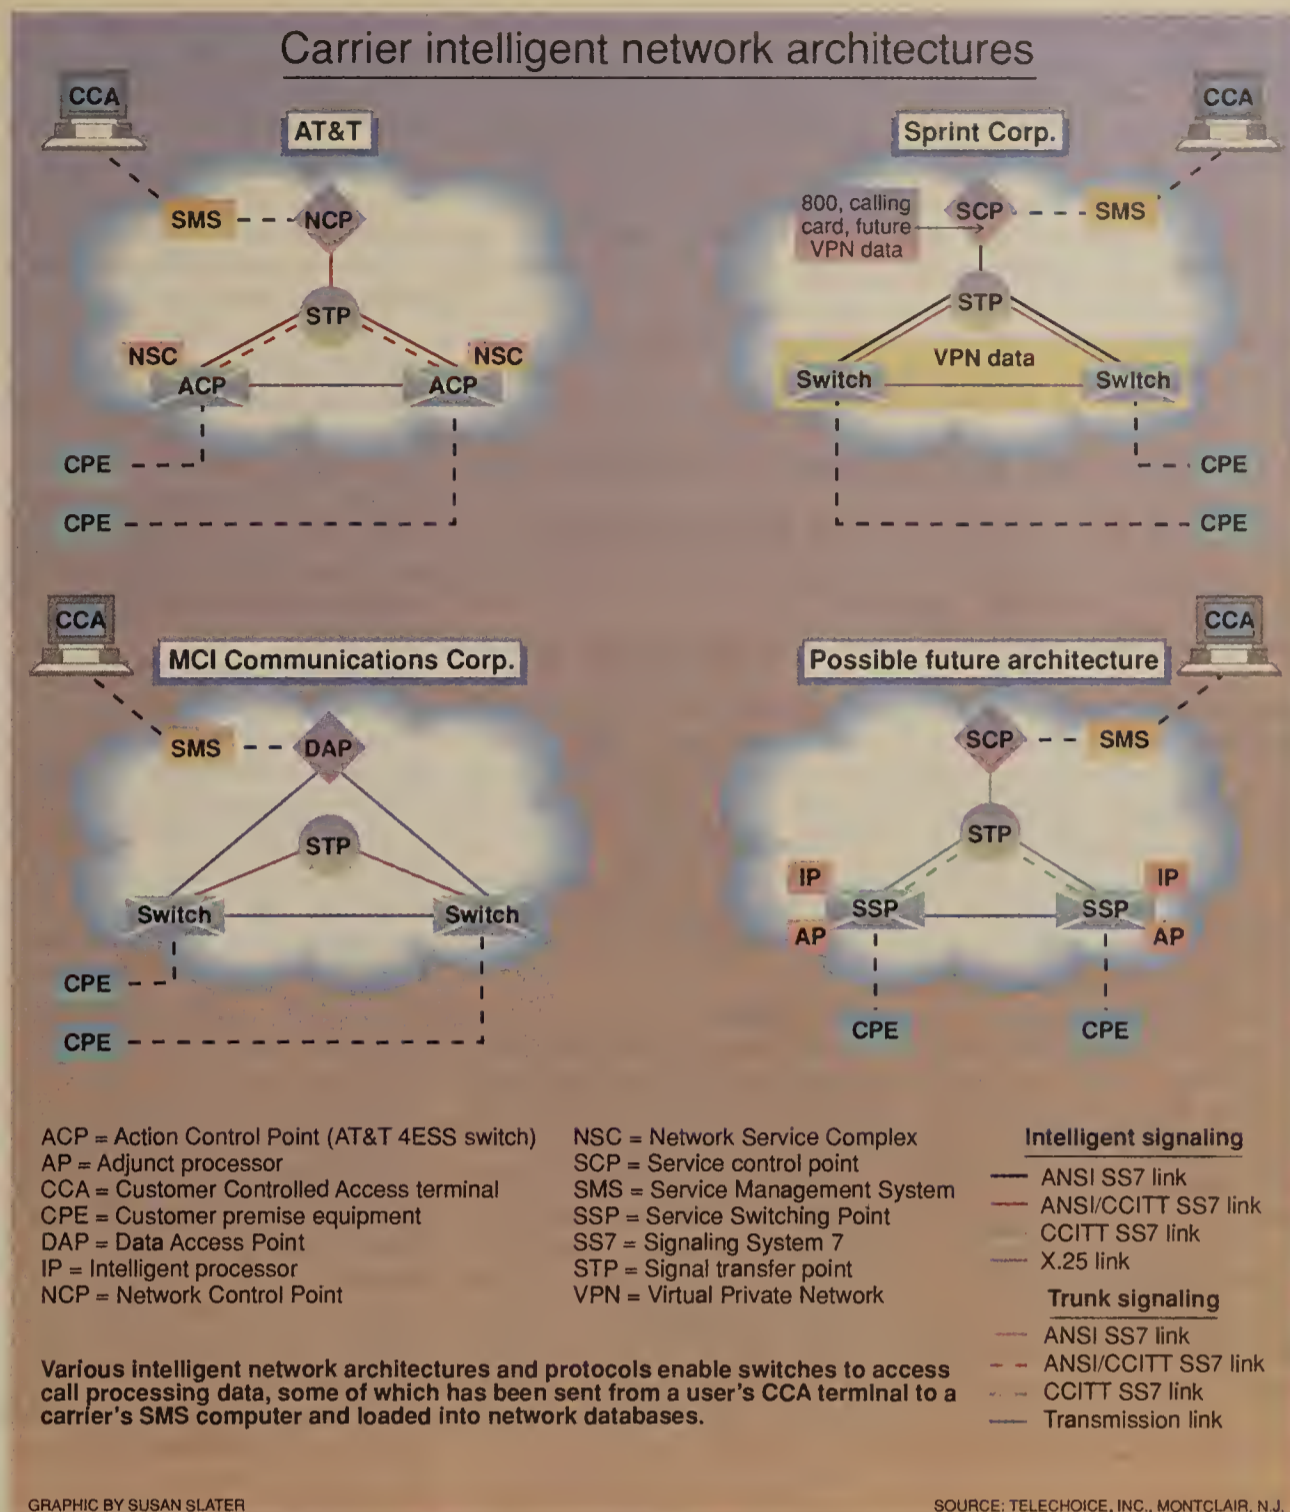 Carrier intelligent network architectures
CCA
AT&T
SMS
NCP
STP
NSC
NSC
ACP
ACP
CPE
CPE
Sprint Corp.
CCA
800, calling
card, future
VPN data
SCP
SMS
STP
VPN data
Switch
Switch
CPE
CPE
CCA
MCI Communications Corp.
SMS
DAP
STP
Switch
Switch
CPE
CPE
Possible future architecture
CCA
SCP
SMS
STP
IP
IP
SSP
SSP
AP
AP
CPE
CPE
ACP = Action Control Point (AT&T 4ESS switch)
AP = Adjunct processor
CCA = Customer Controlled Access terminal
CPE = Customer premise equipment
DAP = Data Access Point
IP = Intelligent processor
NCP = Network Control Point
NSC = Network Service Complex
SCP = Service control point
SMS = Service Management System
SSP = Service Switching Point
SS7 = Signaling System 7
STP = Signal transfer point
VPN = Virtual Private Network
Intelligent signaling
ANSI SS7 link
ANSI/CCITT SS7 link
CCITT SS7 link
X.25 link
Trunk signaling
ANSI SS7 link
ANSI/CCITT SS7 link
CCITT SS7 link
Transmission link
Various intelligent network architectures and protocols enable switches to access
call processing data, some of which has been sent from a user's CCA terminal to a
carrier's SMS computer and loaded into network databases.
GRAPHIC BY SUSAN SLATER
SOURCE: TELECHOICE, INC., MONTCLAIR, N.J.